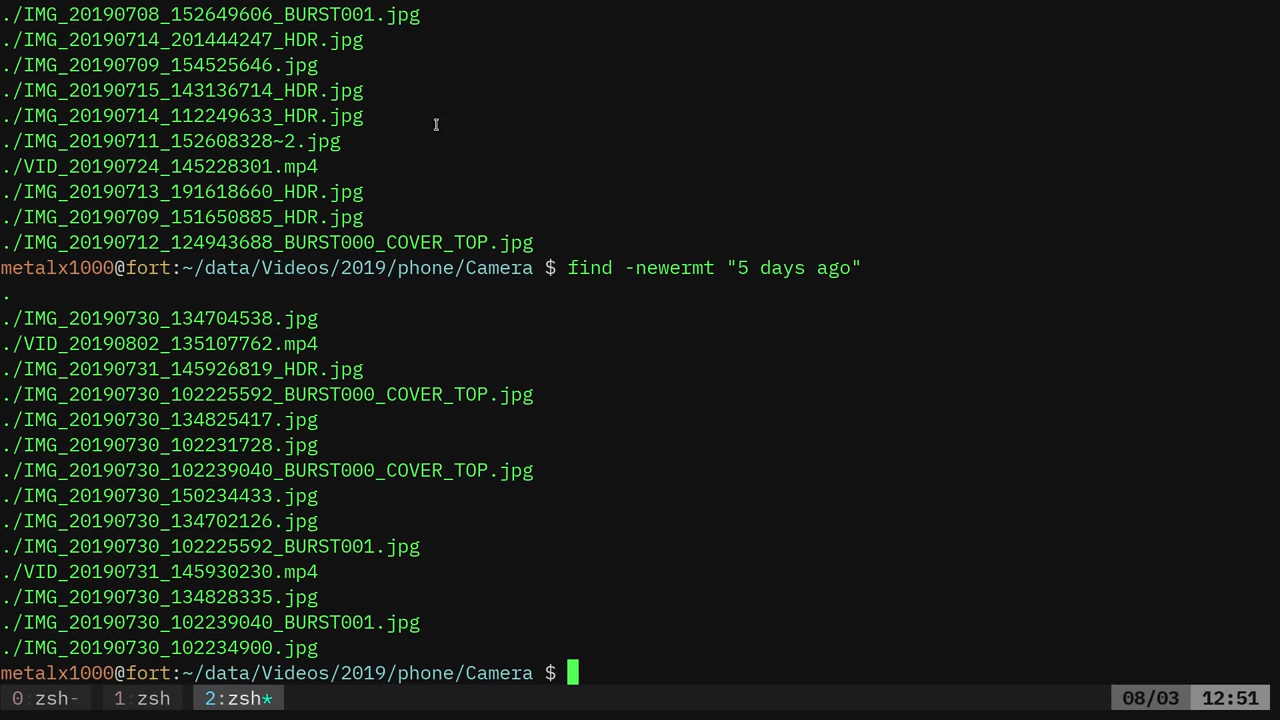 ./IMG_20190708_152649606_BURST001.jpg
./IMG_20190714_201444247_HDR.jpg
./IMG_20190709_154525646.jpg
./IMG_20190715_143136714_HDR.jpg
./IMG_20190714_112249633_HDR.jpg
./IMG_20190711_152608328~2.jpg
./VID_20190724_145228301.mp4
./IMG_20190713_191618660_HDR.jpg
./IMG_20190709_151650885_HDR.jpg
./IMG_20190712_124943688_BURST000_COVER_TOP.jpg
metalx1000@fort:~/data/Videos/2019/phone/Camera $ find -newermt "5 days ago"
.
./IMG_20190730_134704538.jpg
./VID_20190802_135107762.mp4
./IMG_20190731_145926819_HDR.jpg
./IMG_20190730_102225592_BURST000_COVER_TOP.jpg
./IMG_20190730_134825417.jpg
./IMG_20190730_102231728.jpg
./IMG_20190730_102239040_BURST000_COVER_TOP.jpg
./IMG_20190730_150234433.jpg
./IMG_20190730_134702126.jpg
./IMG_20190730_102225592_BURST001.jpg
./VID_20190731_145930230.mp4
./IMG_20190730_134828335.jpg
./IMG_20190730_102239040_BURST001.jpg
./IMG_20190730_102234900.jpg
metalx1000@fort:~/data/Videos/2019/phone/Camera $
0:zsh- 1:zsh 2:zsh* 08/03 12:51